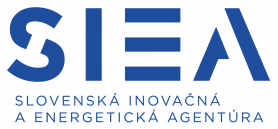 SIEA
SLOVENSKÁ INOVAČNÁ
A ENERGETICKÁ AGENTÚRA